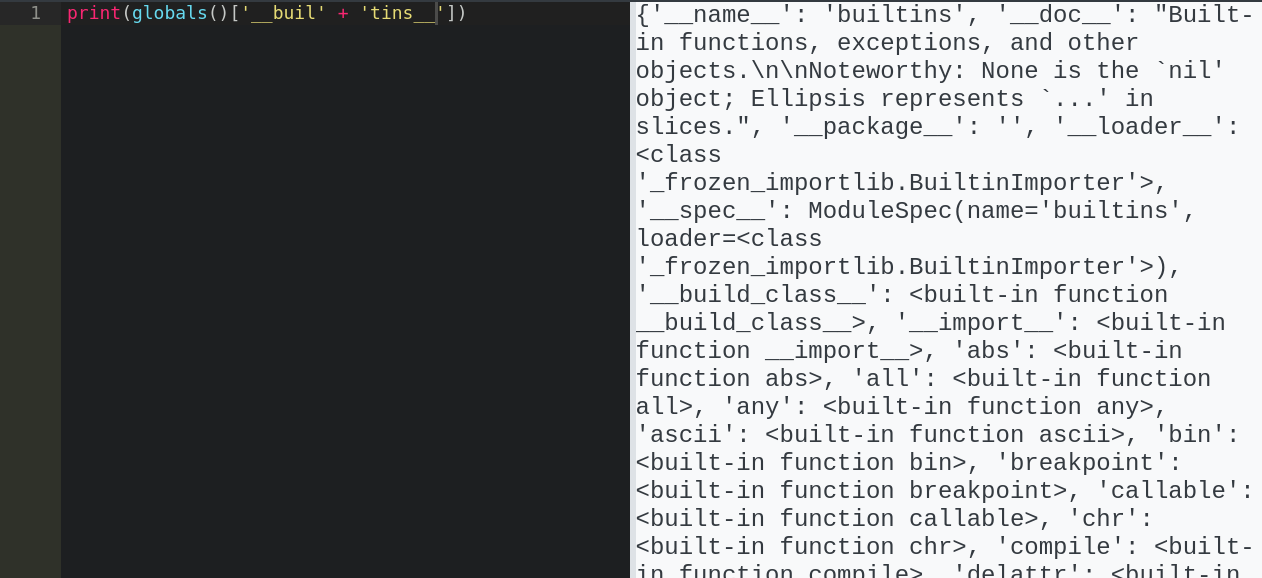 1 print(globals()['__buil' + 'tins__'])
{'__name__': 'builtins', '__doc__': "Built-
in functions, exceptions, and other
objects.\n\nNoteworthy: None is the `nil'
object; Ellipsis represents `...' in
slices.", '__package__': '', '__loader__':
<class
'_frozen_importlib.BuiltinImporter'>,
'__spec__': ModuleSpec(name='builtins',
loader=<class
'_frozen_importlib.BuiltinImporter'>),
'__build_class__': <built-in function
__build_class__>, '__import__': <built-in
function __import__>, 'abs': <built-in
function abs>, 'all': <built-in function
all>, 'any': <built-in function any>,
'ascii': <built-in function ascii>, 'bin':
<built-in function bin>, 'breakpoint':
<built-in function breakpoint>, 'callable':
<built-in function callable>, 'chr':
<built-in function chr>, 'compile': <built-
in function compile>, 'delattr': <built-in